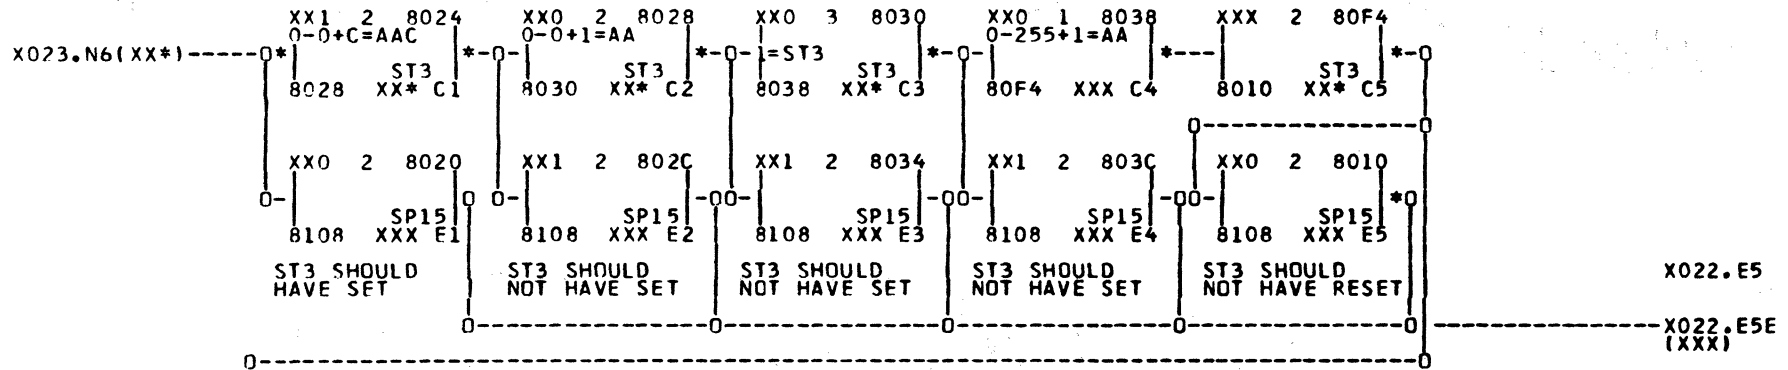 XX1 2 8024 XX0 2 8028 XX0 3 8030 XX0 1 8038 XXX 2 80F4
0-0+C=AAC 0-0+1=AA 0-255+1=AA
X023.N6(XX*) * * * 1=ST3 * * *
ST3 ST3 ST3 ST3
8028 XX* C1 8030 XX* C2 8038 XX* C3 80F4 XXX C4 8010 XX* C5
XX0 2 8020 XX1 2 802C XX1 2 8034 XX1 2 803C XX0 2 8010
*
SP15 SP15 SP15 SP15 SP15
8108 XXX E1 8108 XXX E2 8108 XXX E3 8108 XXX E4 8108 XXX E5
ST3 SHOULD ST3 SHOULD ST3 SHOULD ST3 SHOULD ST3 SHOULD X022.E5
HAVE SET NOT HAVE SET NOT HAVE SET NOT HAVE SET NOT HAVE RESET
X022.E5E
(XXX)